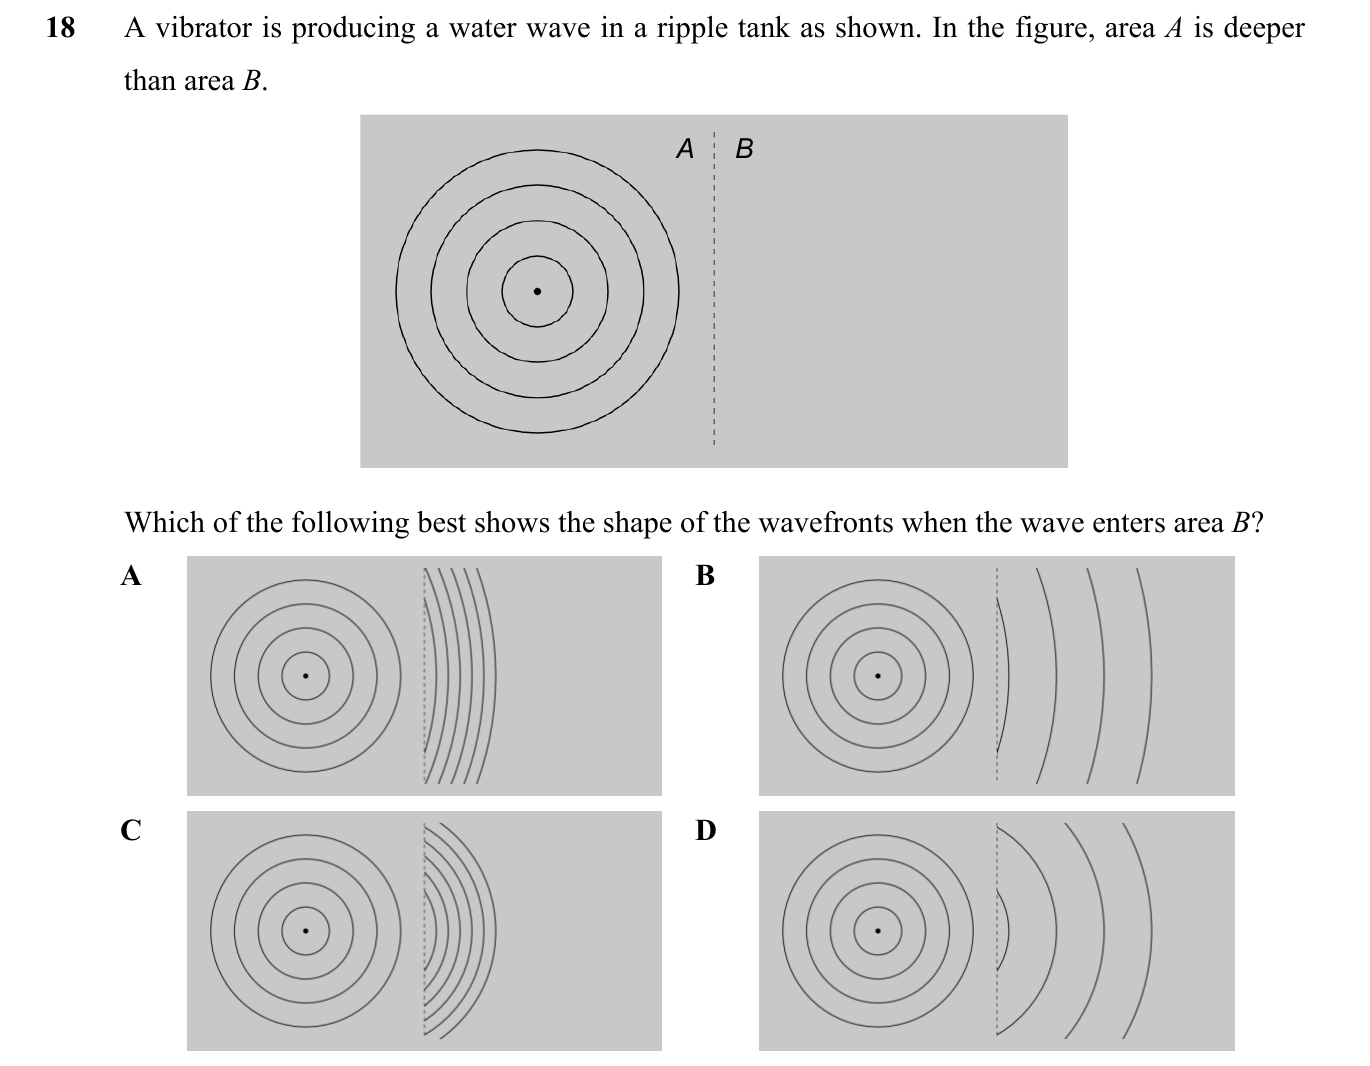 18 A vibrator is producing a water wave in a ripple tank as shown. In the figure, area A is deeper
than area B.
A B
Which of the following best shows the shape of the wavefronts when the wave enters area B?
A B
C D